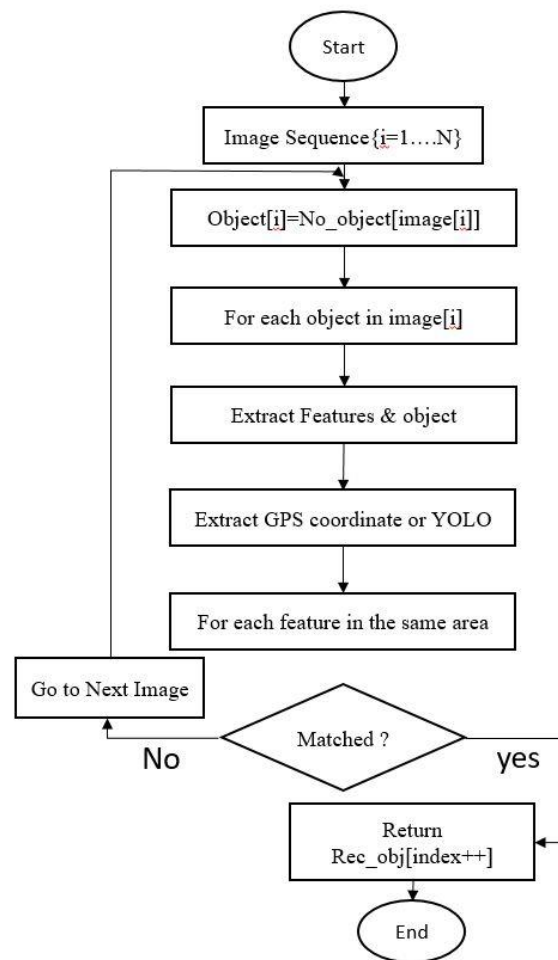 Start
Image Sequence{i=1….N}
Object[i]=No_object[image[i]]
For each object in image[i]
Extract Features & object
Extract GPS coordinate or YOLO
For each feature in the same area
Go to Next Image
Matched ?
No
yes
Return
Rec_obj[index++]
End